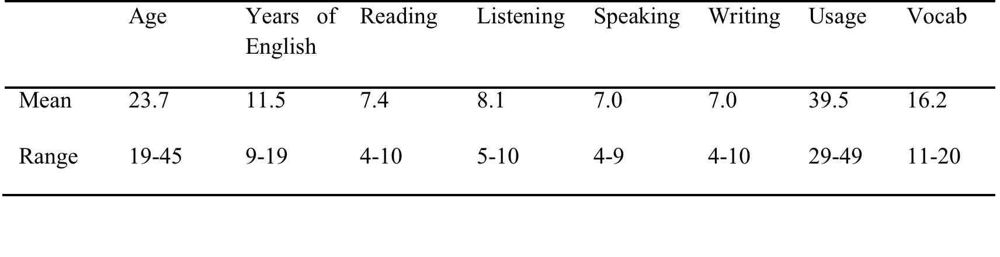 Age Years of Reading Listening Speaking Writing Usage Vocab
English
Mean 23.7 11.5 7.4 8.1 7.0 7.0 39.5 16.2
Range 19-45 9-19 4-10 5-10 4-9 4-10 29-49 11-20